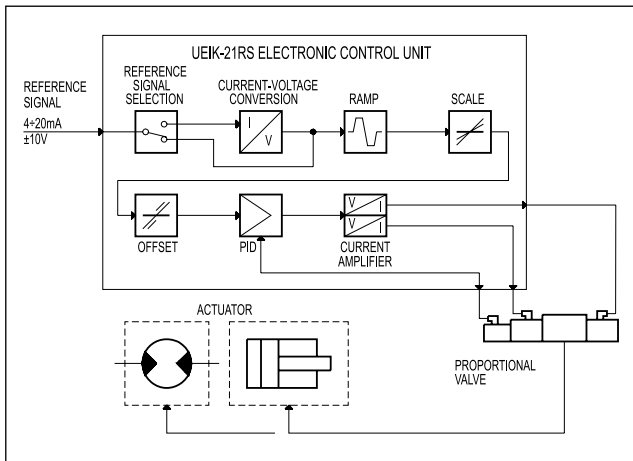 UEIK-21RS ELECTRONIC CONTROL UNIT
REFERENCE
SIGNAL
4÷20mA
±10V
REFERENCE
SIGNAL
SELECTION
CURRENT-VOLTAGE
CONVERSION
RAMP
SCALE
I
V
OFFSET
PID
V
I
V
I
CURRENT
AMPLIFIER
ACTUATOR
PROPORTIONAL
VALVE